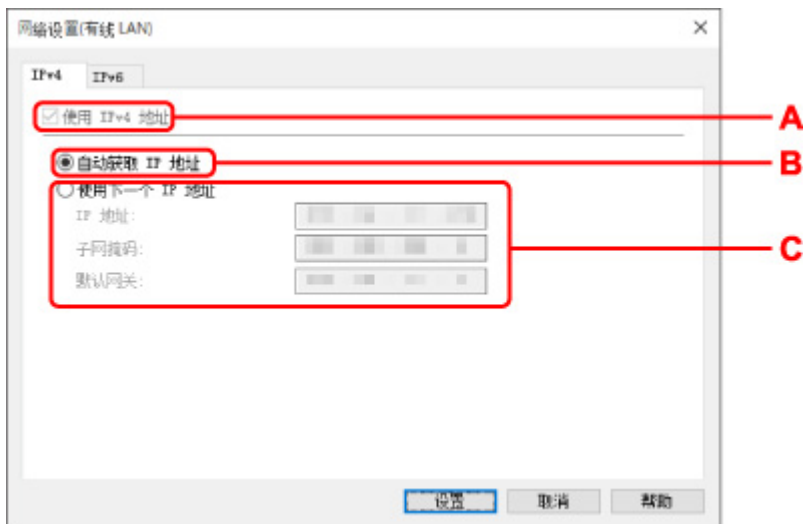 网络设置(有线 LAN)
IPv4 IPv6
使用 IPv4 地址
A
自动获取 IP 地址
B
使用下一个 IP 地址
IP 地址:
子网掩码:
C
默认网关:
设置 取消 帮助